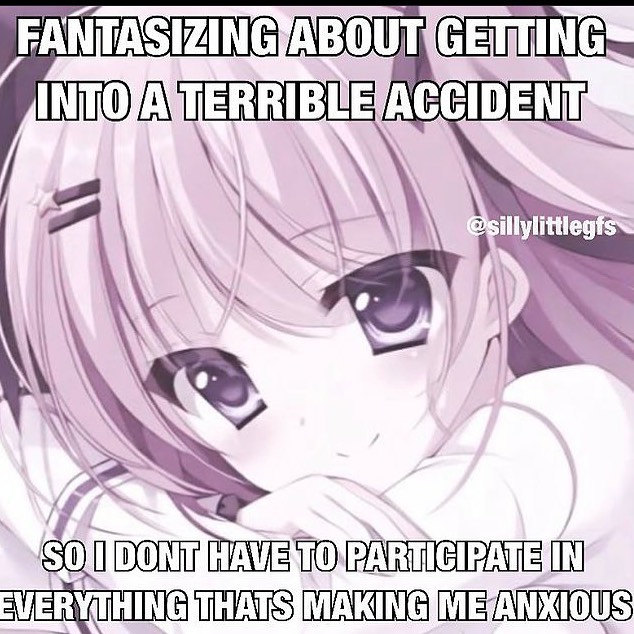 FANTASIZING ABOUT GETTING
INTO A TERRIBLE ACCIDENT
@sillylittlegfs
SO I DONT HAVE TO PARTICIPATE IN
EVERYTHING THATS MAKING ME ANXIOUS